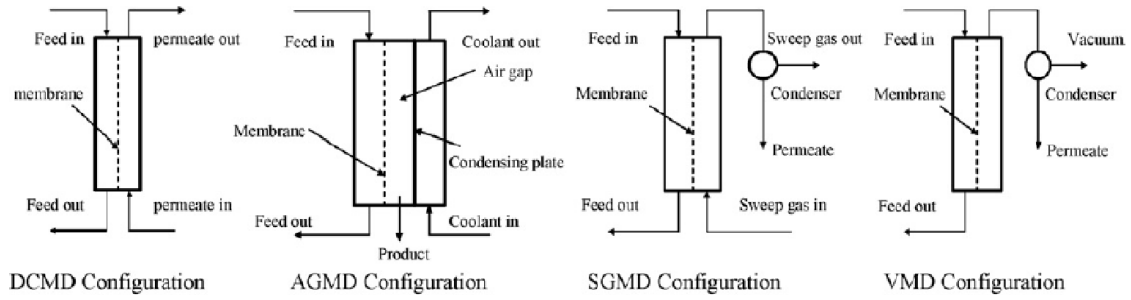 Feed in
permeate out
membrane
Feed out
permeate in
DCMD Configuration
Feed in
Coolant out
Air gap
Membrane
Condensing plate
Feed out
Coolant in
Product
AGMD Configuration
Feed in
Sweep gas out
Membrane
Condenser
Permeate
Feed out
Sweep gas in
SGMD Configuration
Feed in
Vacuum
Membrane
Condenser
Permeate
Feed out
VMD Configuration